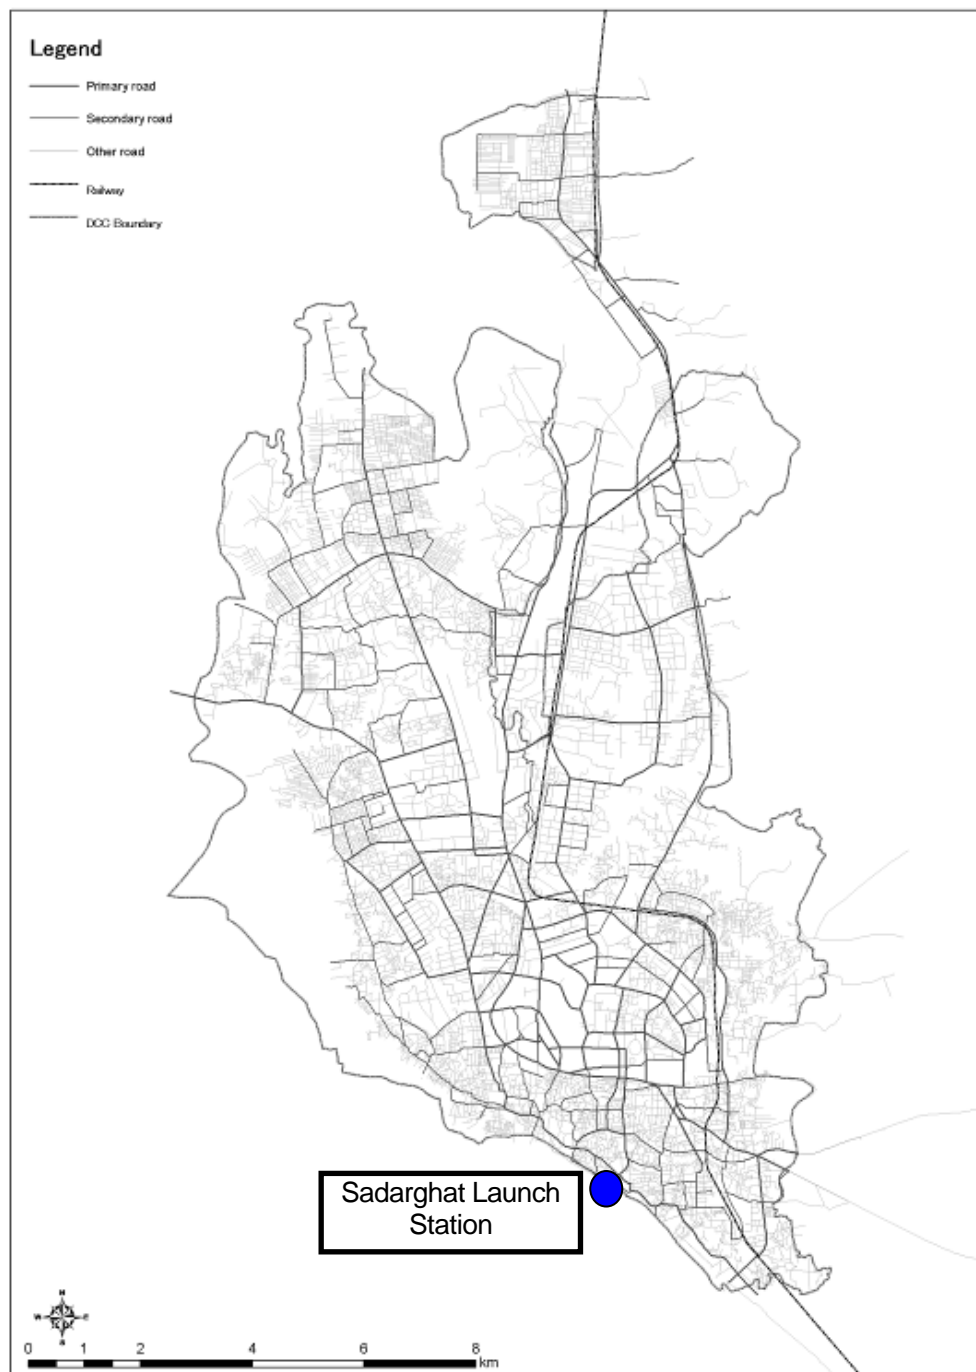 Legend
Primary road
Secondary road
Other road
Railway
DCC Boundary
Sadarghat Launch
Station
N
W E
S
0 1 2 4 6 8
km